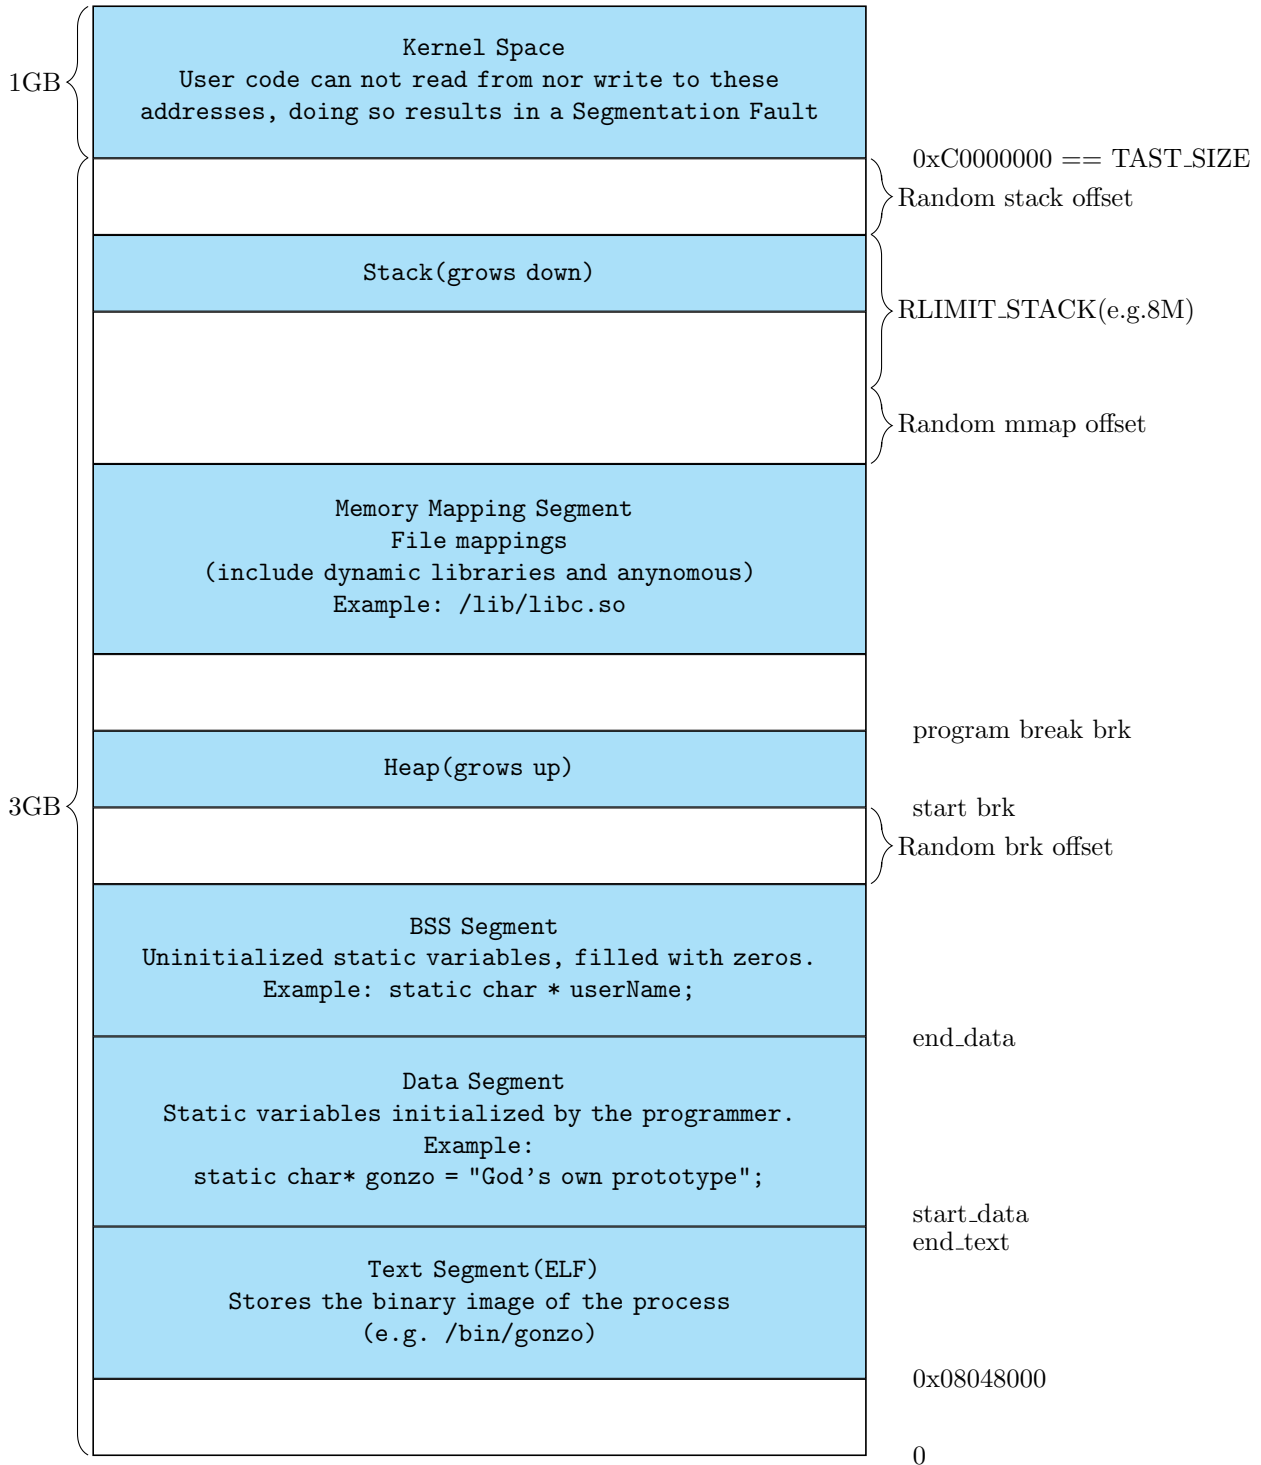 Kernel Space
User code can not read from nor write to these
addresses, doing so results in a Segmentation Fault
1GB
0xC0000000 == TAST_SIZE
Random stack offset
Stack(grows down)
RLIMIT_STACK(e.g.8M)
Random mmap offset
Memory Mapping Segment
File mappings
(include dynamic libraries and anynomous)
Example: /lib/libc.so
program break brk
Heap(grows up)
3GB
start brk
Random brk offset
BSS Segment
Uninitialized static variables, filled with zeros.
Example: static char * userName;
end_data
Data Segment
Static variables initialized by the programmer.
Example:
static char* gonzo = "God's own prototype";
start_data
end_text
Text Segment(ELF)
Stores the binary image of the process
(e.g. /bin/gonzo)
0x08048000
0